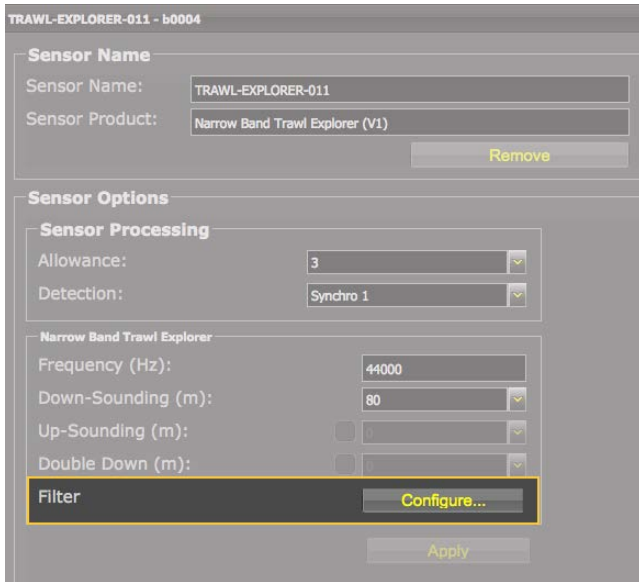 TRAWL-EXPLORER-011 - b0004
Sensor Name
Sensor Name: TRAWL-EXPLORER-011
Sensor Product: Narrow Band Trawl Explorer (V1)
Remove
Sensor Options
Sensor Processing
Allowance: 3
Detection: Synchro 1
Narrow Band Trawl Explorer
Frequency (Hz): 44000
Down-Sounding (m): 80
Up-Sounding (m): 0
Double Down (m): 0
Filter Configure...
Apply